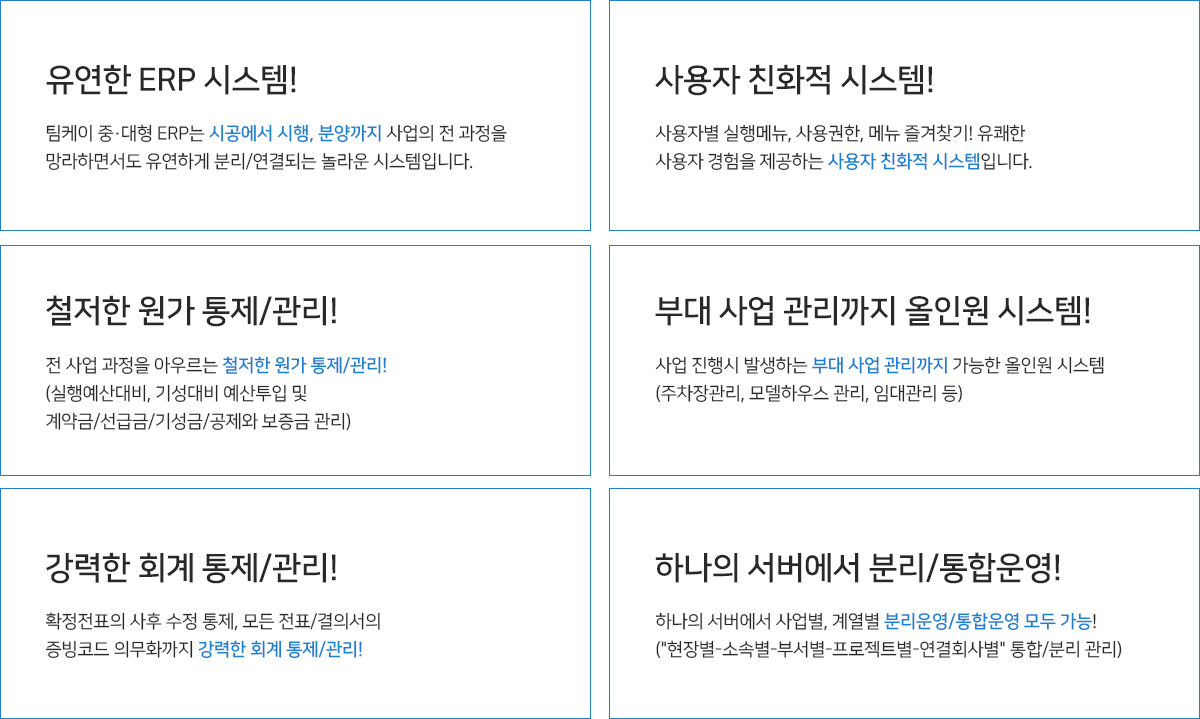 유연한 ERP 시스템!
팀케이 중·대형 ERP는 시공에서 시행, 분양까지 사업의 전 과정을
망라하면서도 유연하게 분리/연결되는 놀라운 시스템입니다.
사용자 친화적 시스템!
사용자별 실행메뉴, 사용권한, 메뉴 즐겨찾기! 유쾌한
사용자 경험을 제공하는 사용자 친화적 시스템입니다.
철저한 원가 통제/관리!
전 사업 과정을 아우르는 철저한 원가 통제/관리!
(실행예산대비, 기성대비 예산투입 및
계약금/선급금/기성금/공제와 보증금 관리)
부대 사업 관리까지 올인원 시스템!
사업 진행시 발생하는 부대 사업 관리까지 가능한 올인원 시스템
(주차장관리, 모델하우스 관리, 임대관리 등)
강력한 회계 통제/관리!
확정전표의 사후 수정 통제, 모든 전표/결의서의
증빙코드 의무화까지 강력한 회계 통제/관리!
하나의 서버에서 분리/통합운영!
하나의 서버에서 사업별, 계열별 분리운영/통합운영 모두 가능!
("현장별-소속별-부서별-프로젝트별-연결회사별" 통합/분리 관리)